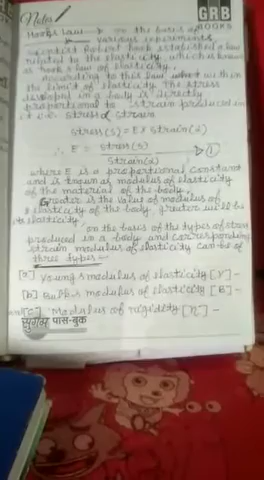 Notes
GRB
BOOKS
Hooks Law → on the basis of
various experiments,
scientist Robert hook established a law
related to the elasticity which is known
as hook's law of elasticity.
According to this law when within
the limit of elasticity. The stress
developed in a body is directly
proportional to strain produced in
it i.e. stress ∝ strain
stress(s) = E x strain(d)
∴ E = stress(s)
Strain(d)
→ ①
where E is a proportional constant
and is known as modulus of elasticity
of the material of the body.
Greater is the value of modulus of
elasticity of the body. greater will be
its elasticity.
on the basis of the types of stress
produced in a body and corresponding
strain modulus of elasticity can be of
three types -
[a] young's modulus of elasticity [Y] -
[b] Bulk's modulus of elasticity [B] -
and [C] modulus of rigidity [η] -
सुगम पास-बुक